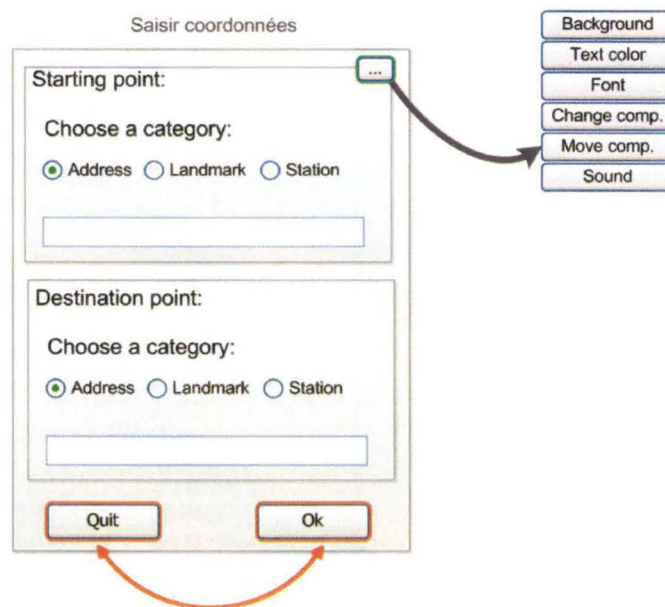 Saisir coordonnées
...
Starting point:
Choose a category:
Address Landmark Station
Destination point:
Choose a category:
Address Landmark Station
Quit Ok
Background
Text color
Font
Change comp.
Move comp.
Sound